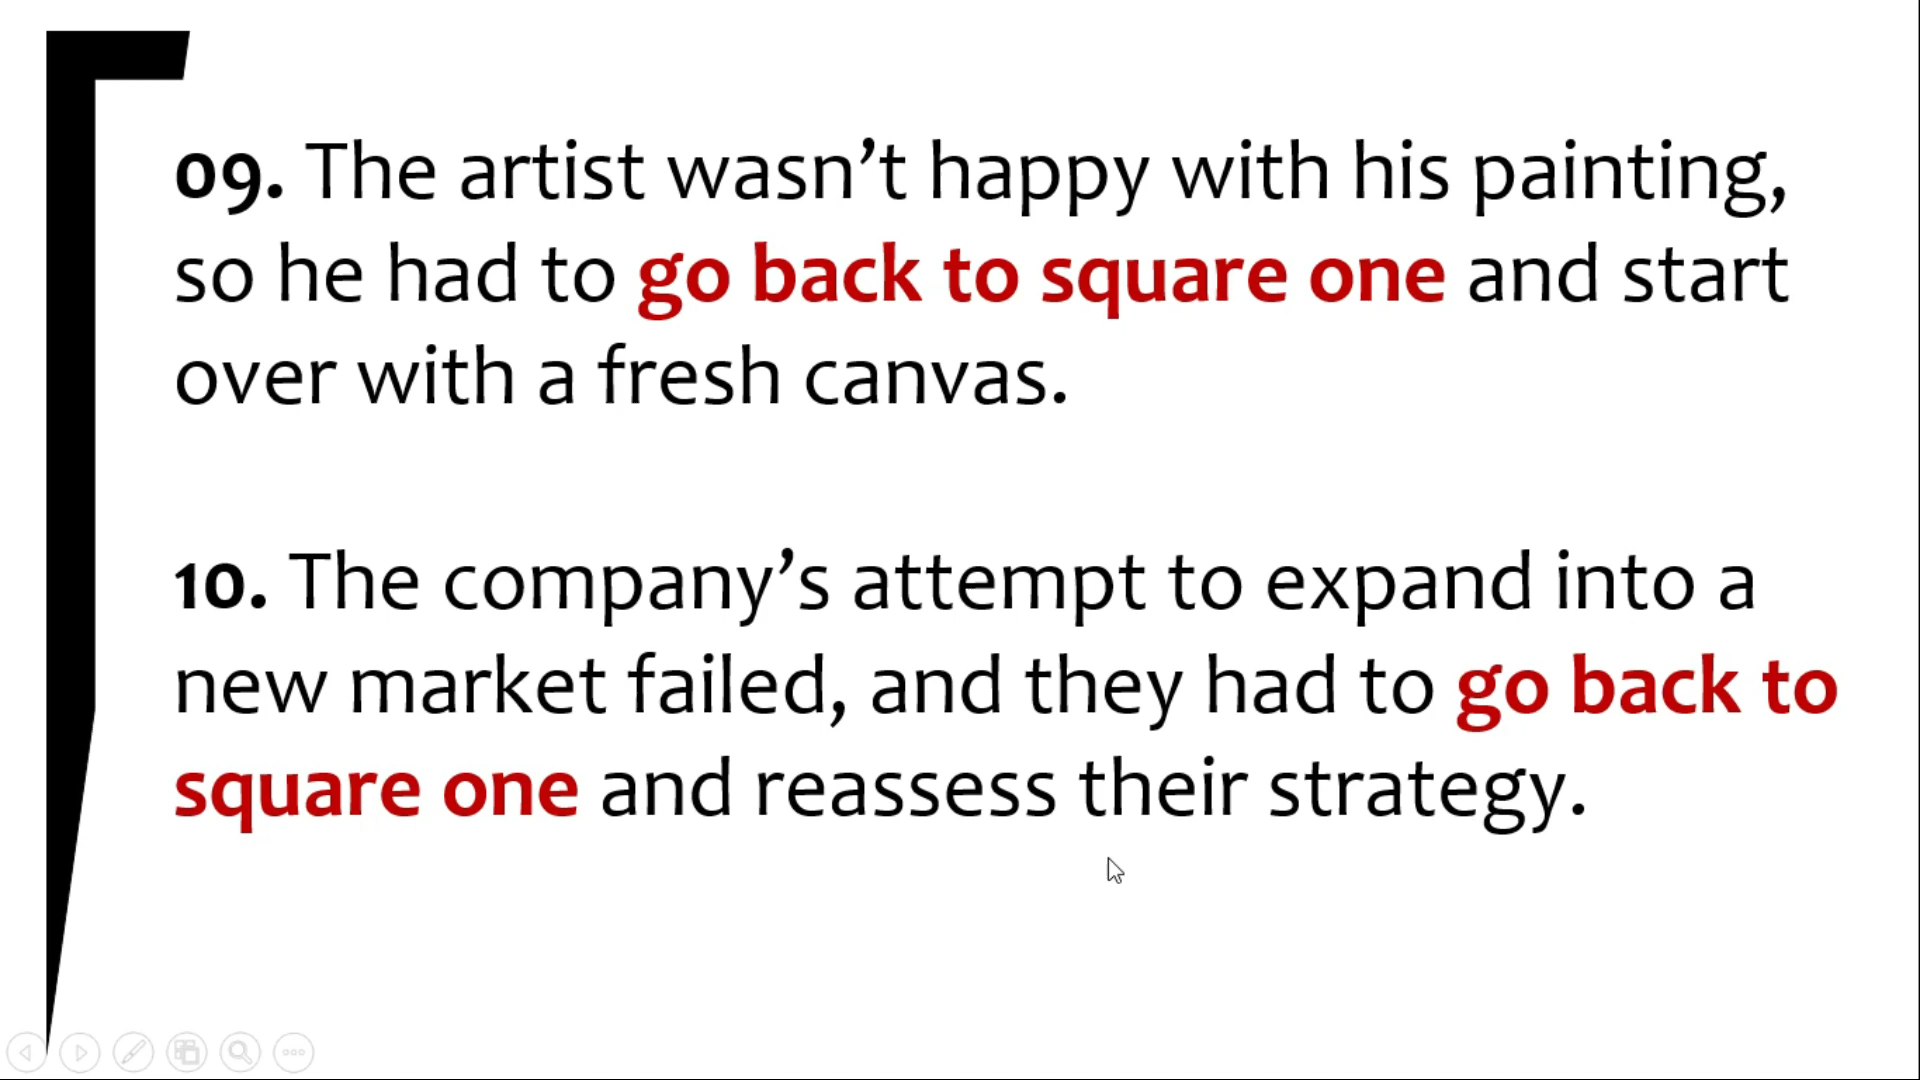 09. The artist wasn’t happy with his painting,
so he had to go back to square one and start
over with a fresh canvas.
10. The company’s attempt to expand into a
new market failed, and they had to go back to
square one and reassess their strategy.